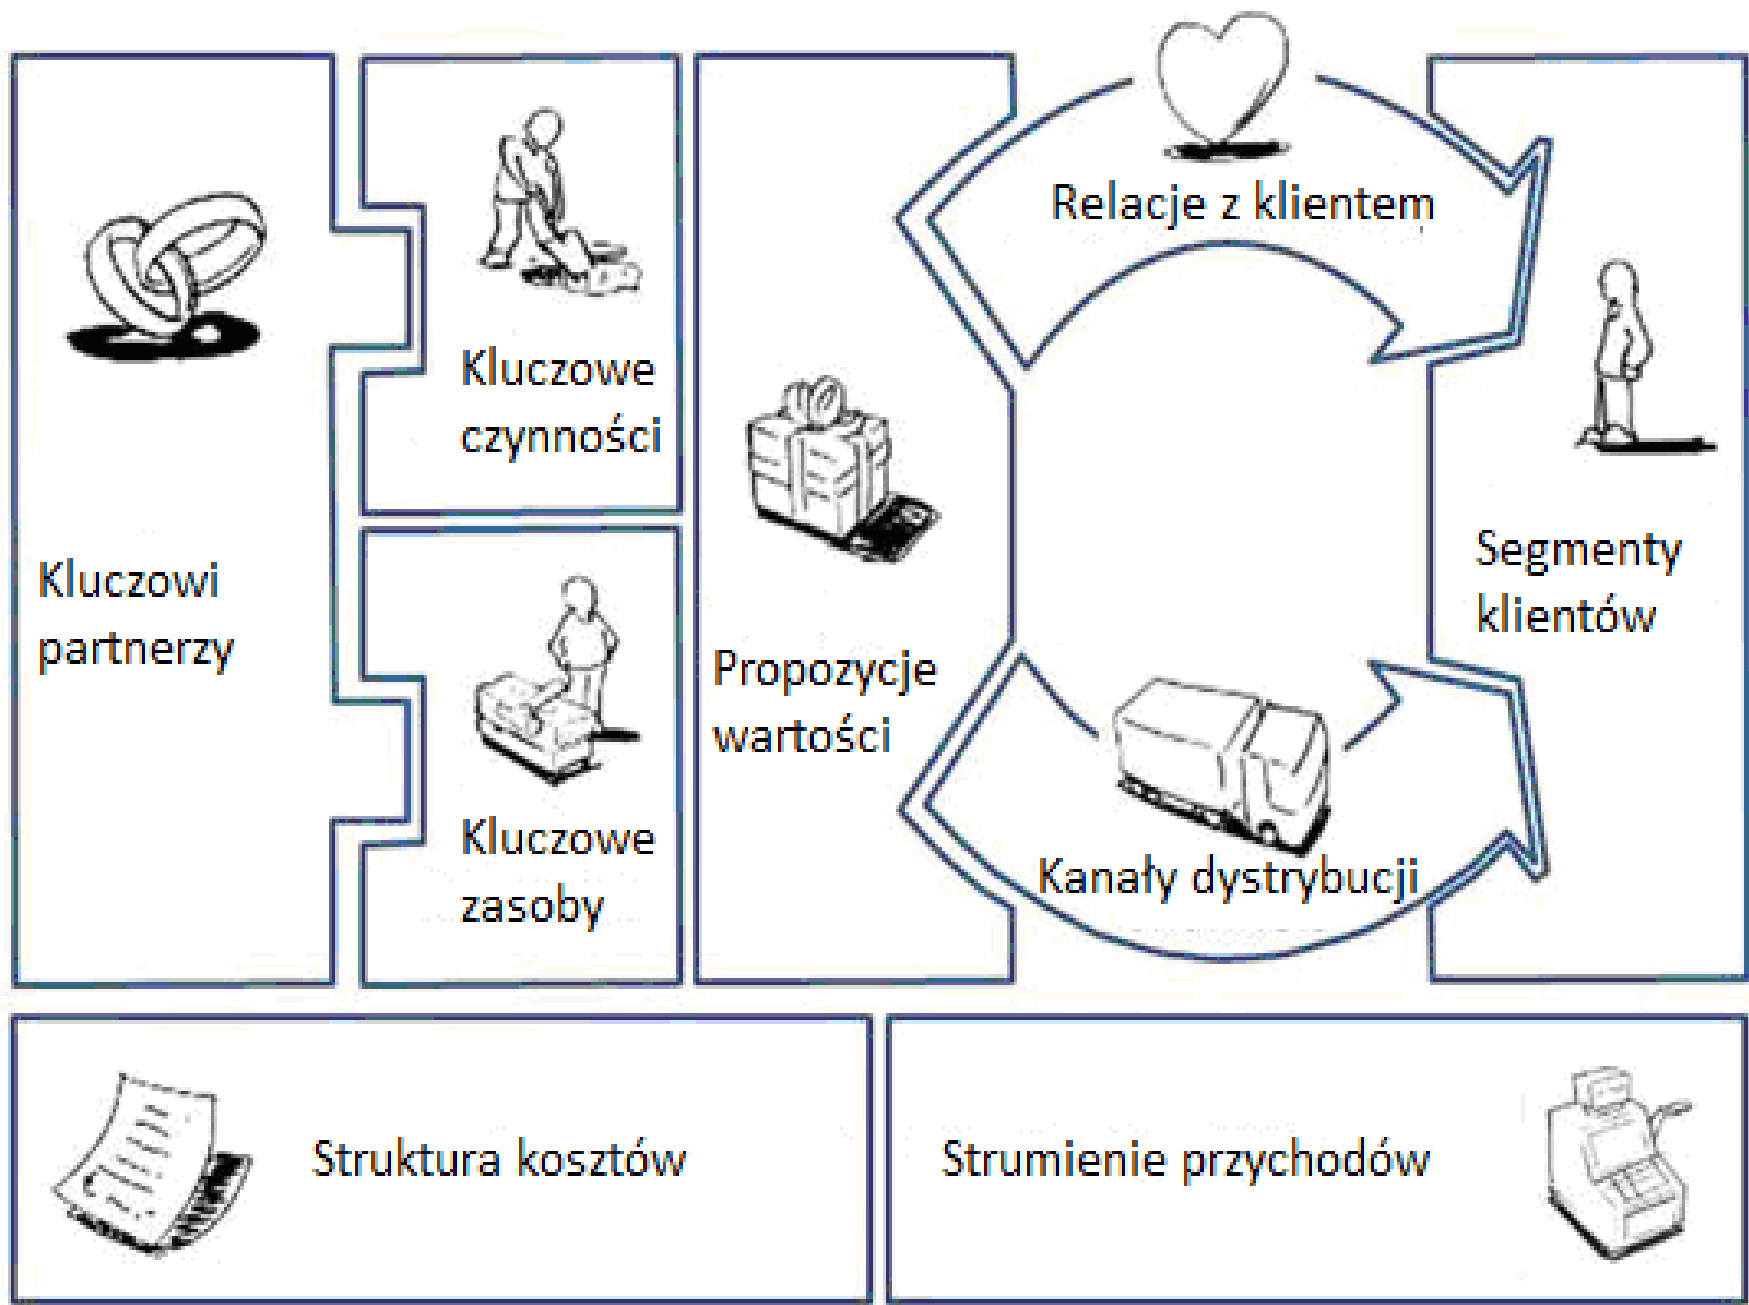 Kluczowi
partnerzy
Kluczowe
czynności
Kluczowe
zasoby
Propozycje
wartości
Relacje z klientem
Kanały dystrybucji
Segmenty
klientów
Struktura kosztów
Strumienie przychodów